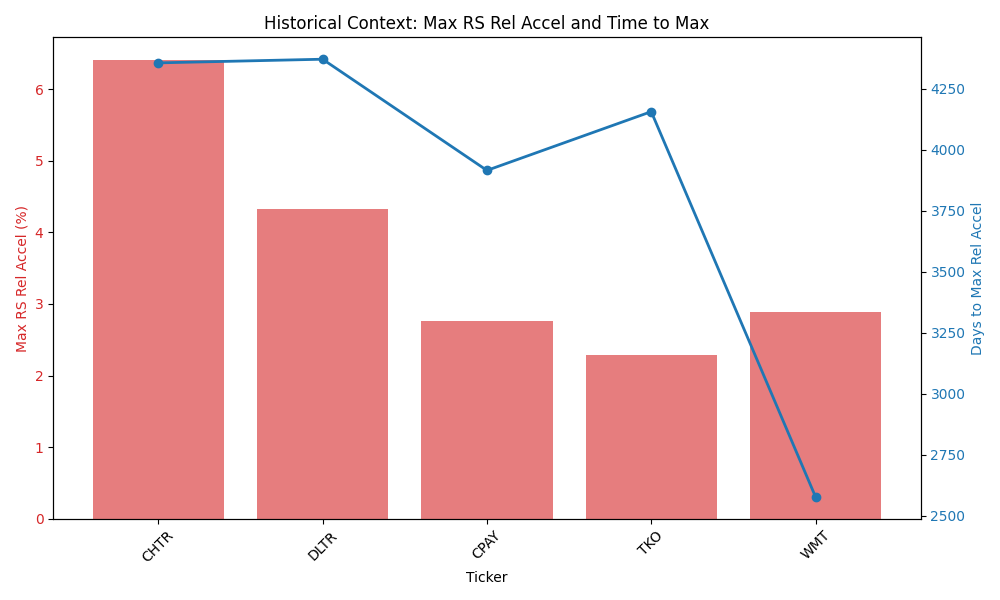 Historical Context: Max RS Rel Accel and Time to Max
Max RS Rel Accel (%)
6
5
4
3
2
1
0
4250
4000
3750
3500
3250
3000
2750
2500
Days to Max Rel Accel
CHTR
DLTR
CPAY
TKO
WMT
Ticker